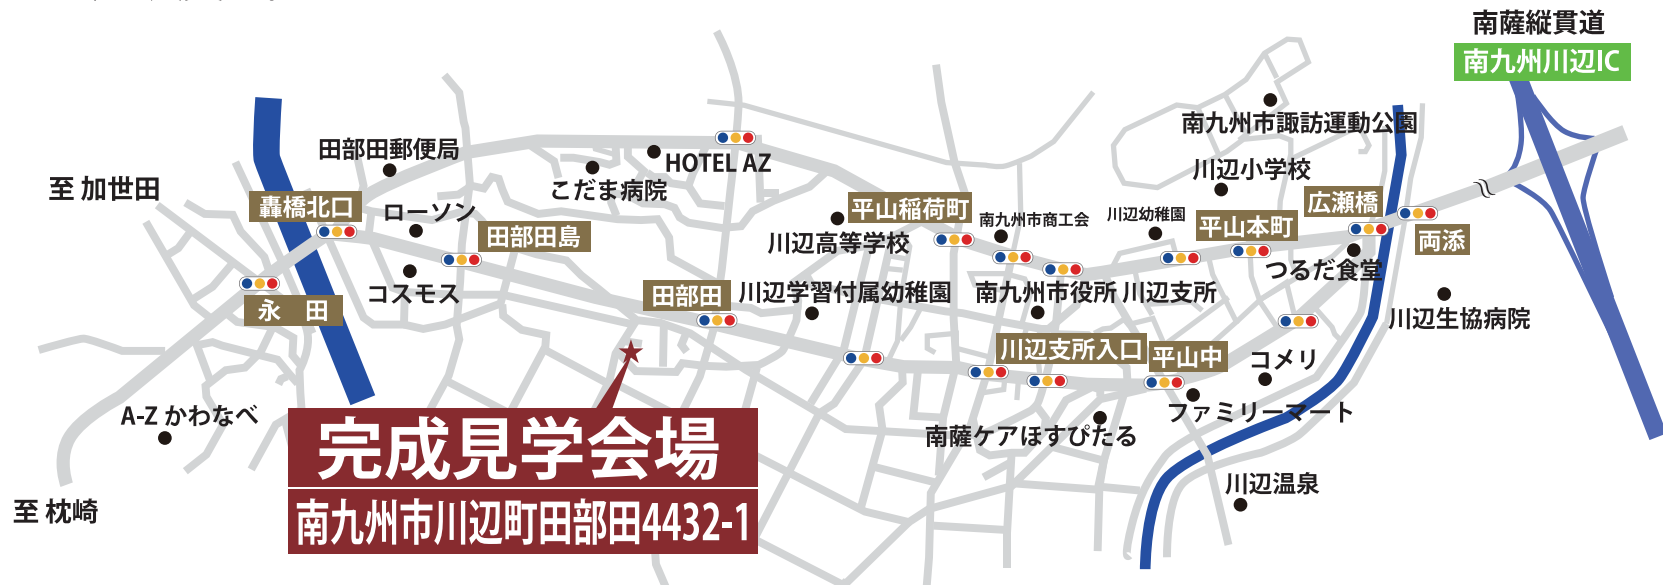 南薩縦貫道
南九州川辺IC
南九州市諏訪運動公園
田部田郵便局
HOTEL AZ
川辺小学校
至 加世田
こだま病院
轟橋北口
ローソン
平山稲荷町
南九州市商工会
川辺幼稚園
広瀬橋
田部田島
川辺高等学校
平山本町
両添
つるだ食堂
コスモス
田部田
川辺学習付属幼稚園
南九州市役所 川辺支所
永 田
川辺生協病院
川辺支所入口
平山中
コメリ
A-Z かわなべ
ファミリーマート
完成見学会場
南薩ケアほすぴたる
川辺温泉
至 枕崎
南九州市川辺町田部田4432-1